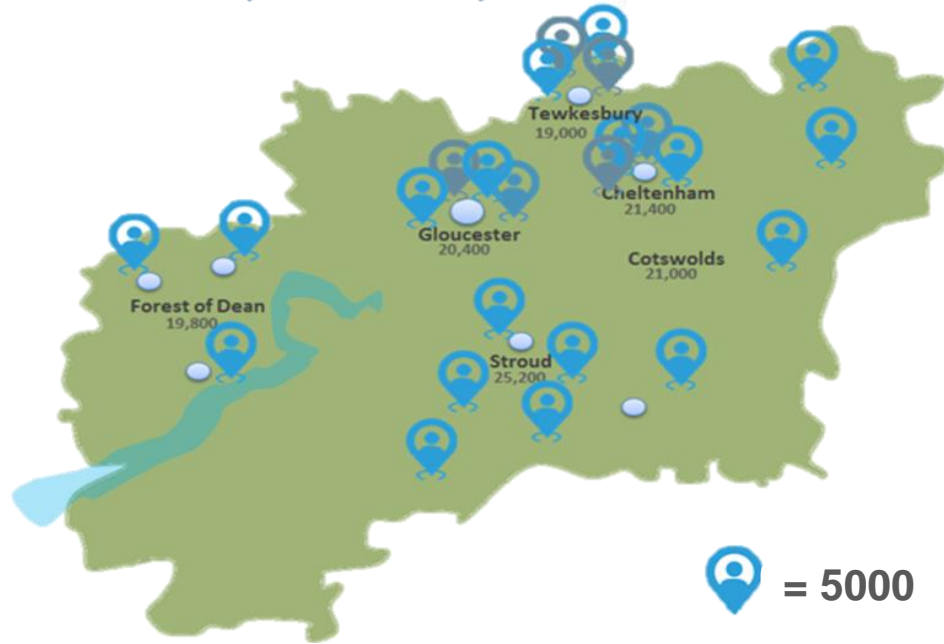 Tewkesbury
19,000
Cheltenham
21,400
Gloucester
20,400
Cotswolds
21,000
Forest of Dean
19,800
Stroud
25,200
= 5000